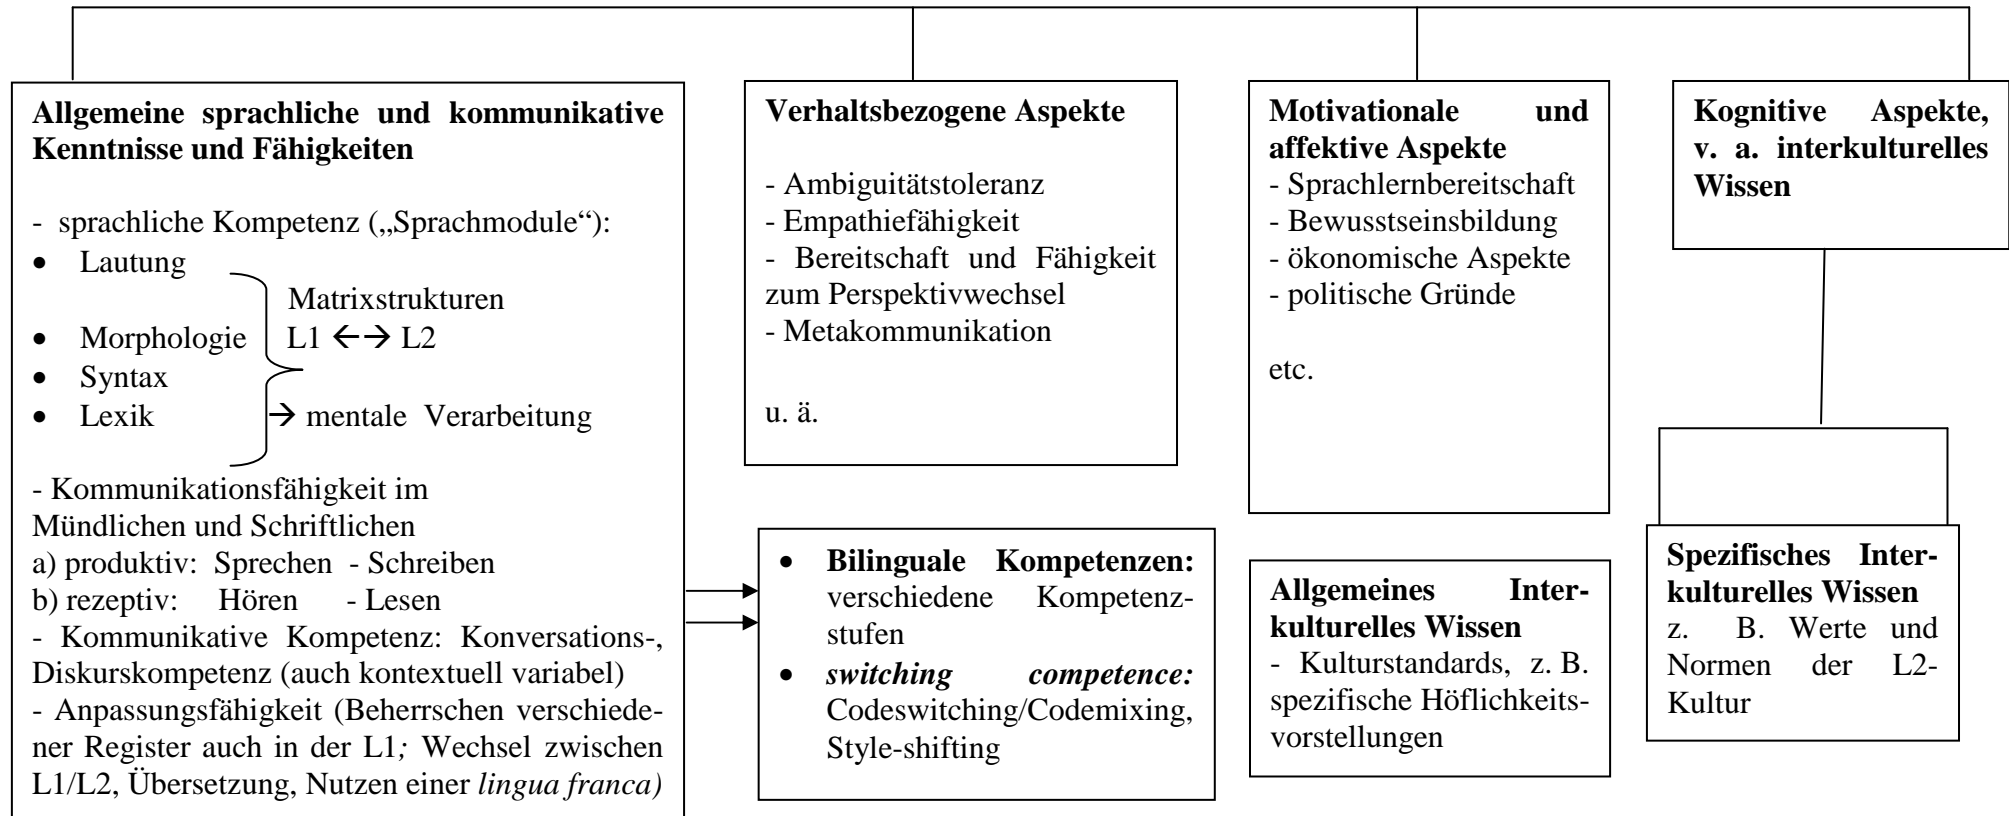 Allgemeine sprachliche und kommunikative
Kenntnisse und Fähigkeiten
- sprachliche Kompetenz („Sprachmodule“):
• Lautung
Matrixstrukturen
• Morphologie L1 ←→ L2
• Syntax
• Lexik → mentale Verarbeitung
- Kommunikationsfähigkeit im
Mündlichen und Schriftlichen
a) produktiv: Sprechen - Schreiben
b) rezeptiv: Hören - Lesen
- Kommunikative Kompetenz: Konversations-,
Diskurskompetenz (auch kontextuell variabel)
- Anpassungsfähigkeit (Beherrschen verschiede-
ner Register auch in der L1; Wechsel zwischen
L1/L2, Übersetzung, Nutzen einer lingua franca)
Verhaltsbezogene Aspekte
- Ambiguitätstoleranz
- Empathiefähigkeit
- Bereitschaft und Fähigkeit
zum Perspektivwechsel
- Metakommunikation
u. ä.
• Bilinguale Kompetenzen:
verschiedene Kompetenz-
stufen
• switching competence:
Codeswitching/Codemixing,
Style-shifting
Motivationale und
affektive Aspekte
- Sprachlernbereitschaft
- Bewusstseinsbildung
- ökonomische Aspekte
- politische Gründe
etc.
Allgemeines Inter-
kulturelles Wissen
- Kulturstandards, z. B.
spezifische Höflichkeits-
vorstellungen
Kognitive Aspekte,
v. a. interkulturelles
Wissen
Spezifisches Inter-
kulturelles Wissen
z. B. Werte und
Normen der L2-
Kultur